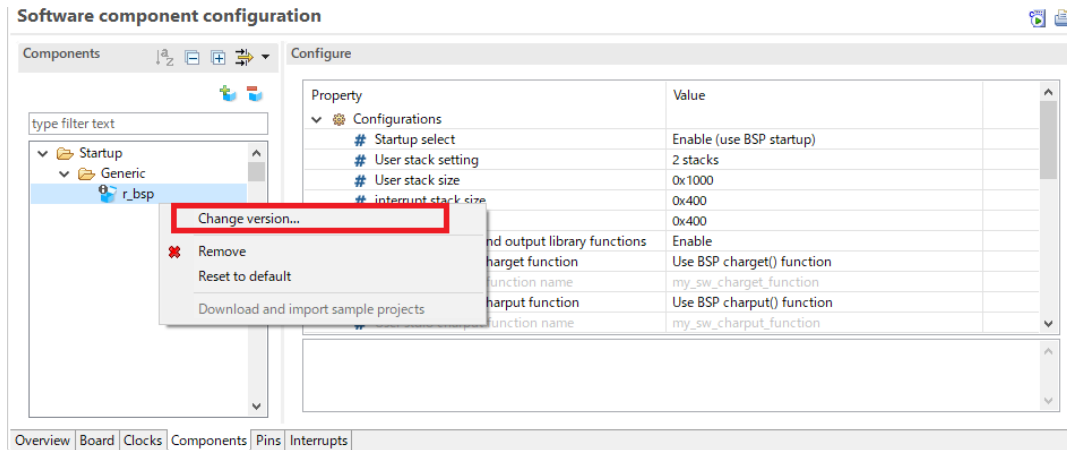 Software component configuration
Components
Configure
type filter text
Startup
Generic
r_bsp
Change version...
Remove
Reset to default
Download and import sample projects
Property Value
Configurations
# Startup select Enable (use BSP startup)
# User stack setting 2 stacks
# User stack size 0x1000
# interrupt stack size 0x400
0x400
nd output library functions Enable
harget function Use BSP charget() function
unction name my_sw_charget_function
harput function Use BSP charput() function
function name my_sw_charput_function
Overview Board Clocks Components Pins Interrupts